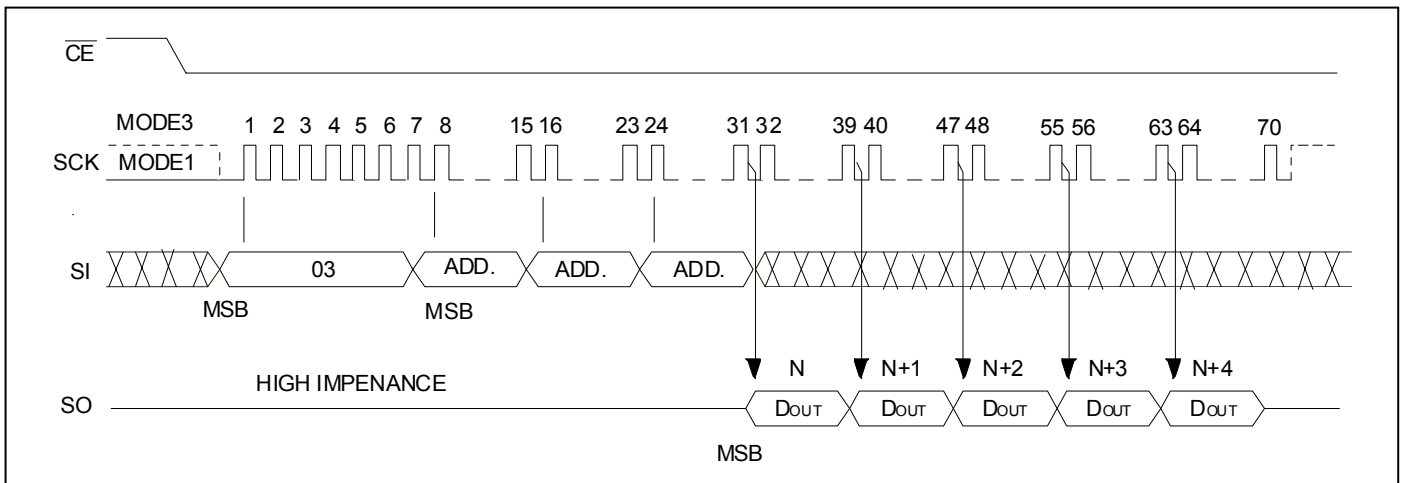 CE
MODE3 1 2 3 4 5 6 7 8 15 16 23 24 31 32 39 40 47 48 55 56 63 64 70
SCK MODE1
SI 03 ADD. ADD. ADD.
MSB MSB
N N+1 N+2 N+3 N+4
HIGH IMPENANCE
SO DOUT DOUT DOUT DOUT DOUT
MSB